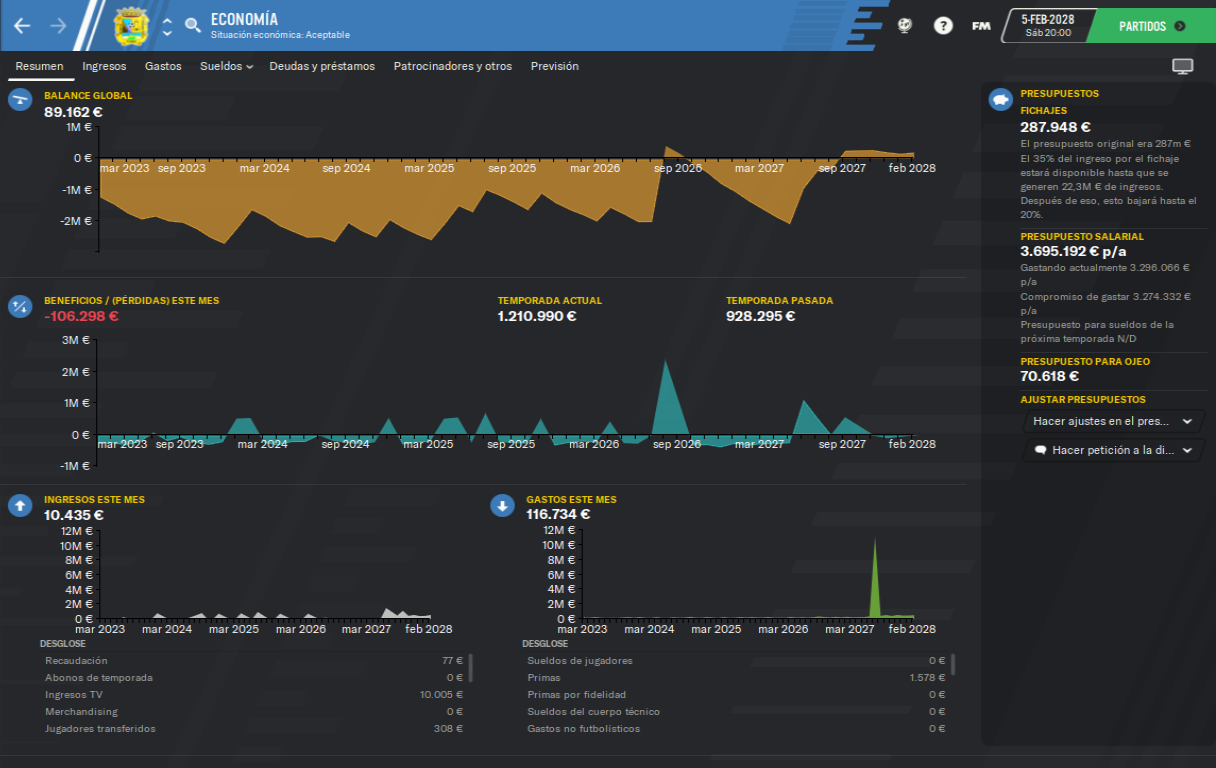 ECONOMÍA
Situación económica: Aceptable
?
FM
5-FEB-2028
Sáb 20:00
PARTIDOS
Resumen Ingresos Gastos Sueldos Deudas y préstamos Patrocinadores y otros Previsión
BALANCE GLOBAL
89.162 €
1M €
0 €
-1M €
-2M €
mar 2023 sep 2023 mar 2024 sep 2024 mar 2025 sep 2025 mar 2026 sep 2026 mar 2027 sep 2027 feb 2028
BENEFICIOS / (PÉRDIDAS) ESTE MES
-106.298 €
TEMPORADA ACTUAL
1.210.990 €
TEMPORADA PASADA
928.295 €
3M €
2M €
1M €
0 €
-1M €
mar 2023 sep 2023 mar 2024 sep 2024 mar 2025 sep 2025 mar 2026 sep 2026 mar 2027 sep 2027 feb 2028
INGRESOS ESTE MES
10.435 €
12M €
10M €
8M €
6M €
4M €
2M €
0 €
mar 2023 mar 2024 mar 2025 mar 2026 mar 2027 feb 2028
DESGLOSE
Recaudación 77 €
Abonos de temporada 0 €
Ingresos TV 10.005 €
Merchandising 0 €
Jugadores transferidos 308 €
GASTOS ESTE MES
116.734 €
12M €
10M €
8M €
6M €
4M €
2M €
0 €
mar 2023 mar 2024 mar 2025 mar 2026 mar 2027 feb 2028
DESGLOSE
Sueldos de jugadores 0 €
Primas 1.578 €
Primas por fidelidad 0 €
Sueldos del cuerpo técnico 0 €
Gastos no futbolísticos 0 €
PRESUPUESTOS
FICHAJES
287.948 €
El presupuesto original era 287m €
El 35% del ingreso por el fichaje
estará disponible hasta que se
generen 22,3M € de ingresos.
Después de eso, esto bajará hasta el
20%.
PRESUPUESTO SALARIAL
3.695.192 € p/a
Gastando actualmente 3.296.066 €
p/a
Compromiso de gastar 3.274.332 €
p/a
Presupuesto para sueldos de la
próxima temporada N/D
PRESUPUESTO PARA OJEO
70.618 €
AJUSTAR PRESUPUESTOS
Hacer ajustes en el pres...
Hacer petición a la di...